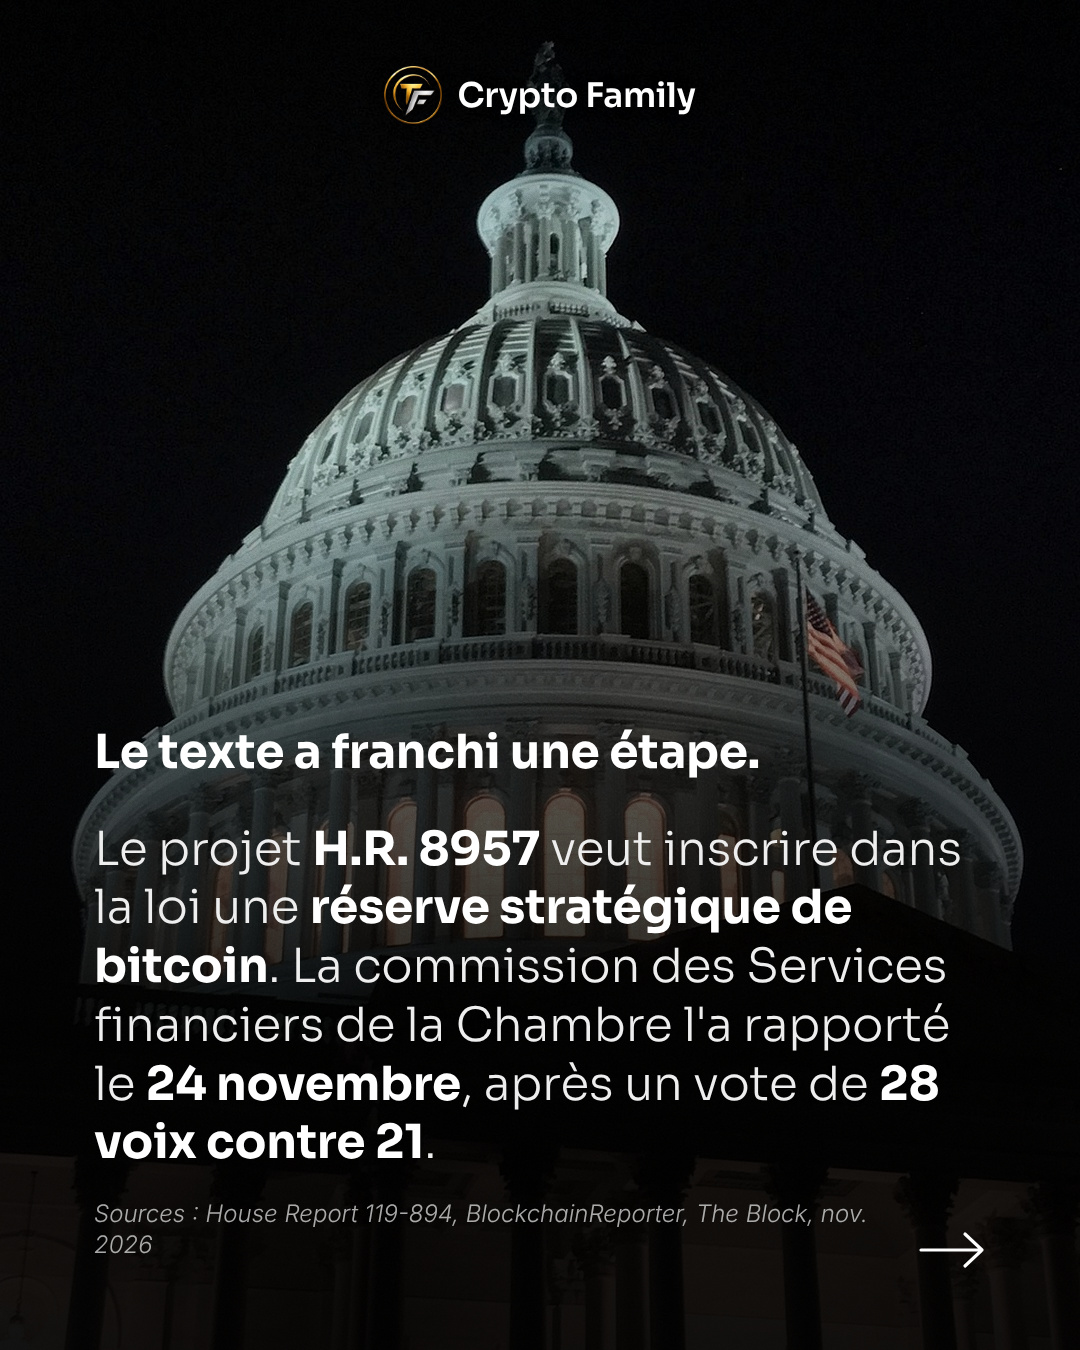 Crypto Family
Le texte a franchi une étape.
Le projet H.R. 8957 veut inscrire dans
la loi une réserve stratégique de
bitcoin. La commission des Services
financiers de la Chambre l'a rapporté
le 24 novembre, après un vote de 28
voix contre 21.
Sources : House Report 119-894, BlockchainReporter, The Block, nov.
2026